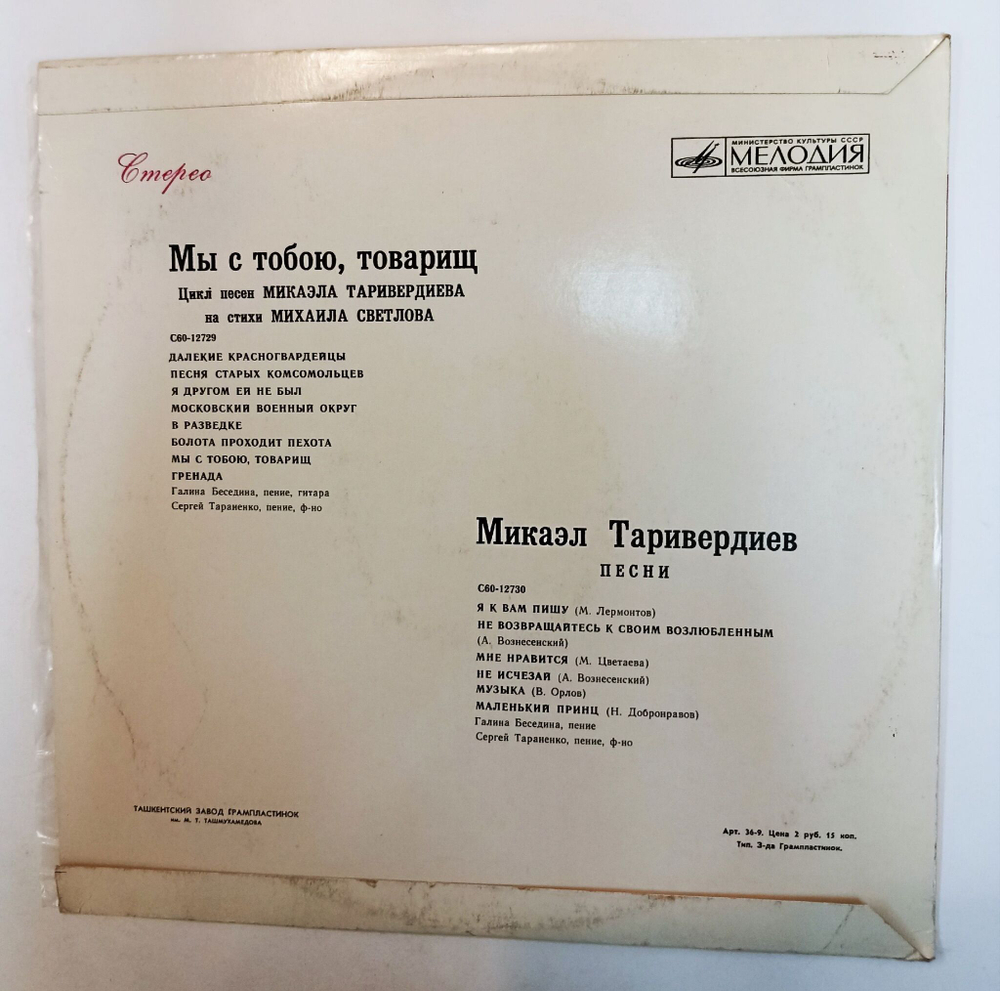 Стерео
МИНИСТЕРСТВО КУЛЬТУРЫ СССР
МЕЛОДИЯ
ВСЕСОЮЗНАЯ ФИРМА ГРАМПЛАСТИНОК
Мы с тобою, товарищ
Цикл песен МИКАЭЛА ТАРИВЕРДИЕВА
на стихи МИХАИЛА СВЕТЛОВА
С60-12729
ДАЛЕКИЕ КРАСНОГВАРДЕЙЦЫ
ПЕСНЯ СТАРЫХ КОМСОМОЛЬЦЕВ
Я ДРУГОМ ЕЙ НЕ БЫЛ
МОСКОВСКИЙ ВОЕННЫЙ ОКРУГ
В РАЗВЕДКЕ
БОЛОТА ПРОХОДИТ ПЕХОТА
МЫ С ТОБОЮ, ТОВАРИЩ
ГРЕНАДА
Галина Беседина, пение, гитара
Сергей Тараненко, пение, ф-но
Микаэл Таривердиев
ПЕСНИ
С60-12730
Я К ВАМ ПИШУ (М. Лермонтов)
НЕ ВОЗВРАЩАЙТЕСЬ К СВОИМ ВОЗЛЮБЛЕННЫМ
(А. Вознесенский)
МНЕ НРАВИТСЯ (М. Цветаева)
НЕ ИСЧЕЗАЙ (А. Вознесенский)
МУЗЫКА (В. Орлов)
МАЛЕНЬКИЙ ПРИНЦ (Н. Добронравов)
Галина Беседина, пение
Сергей Тараненко, пение, ф-но
ТАШКЕНТСКИЙ ЗАВОД ГРАМПЛАСТИНОК
им. М. Т. ТАШМУХАМЕДОВА
Арт. 36-9. Цена 2 руб. 15 коп.
Тип. З-да Грампластинок.